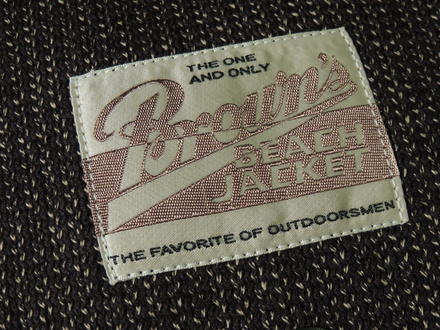 THE ONE
AND ONLY
Brown's
BEACH
JACKET
THE FAVORITE OF OUTDOORSMEN